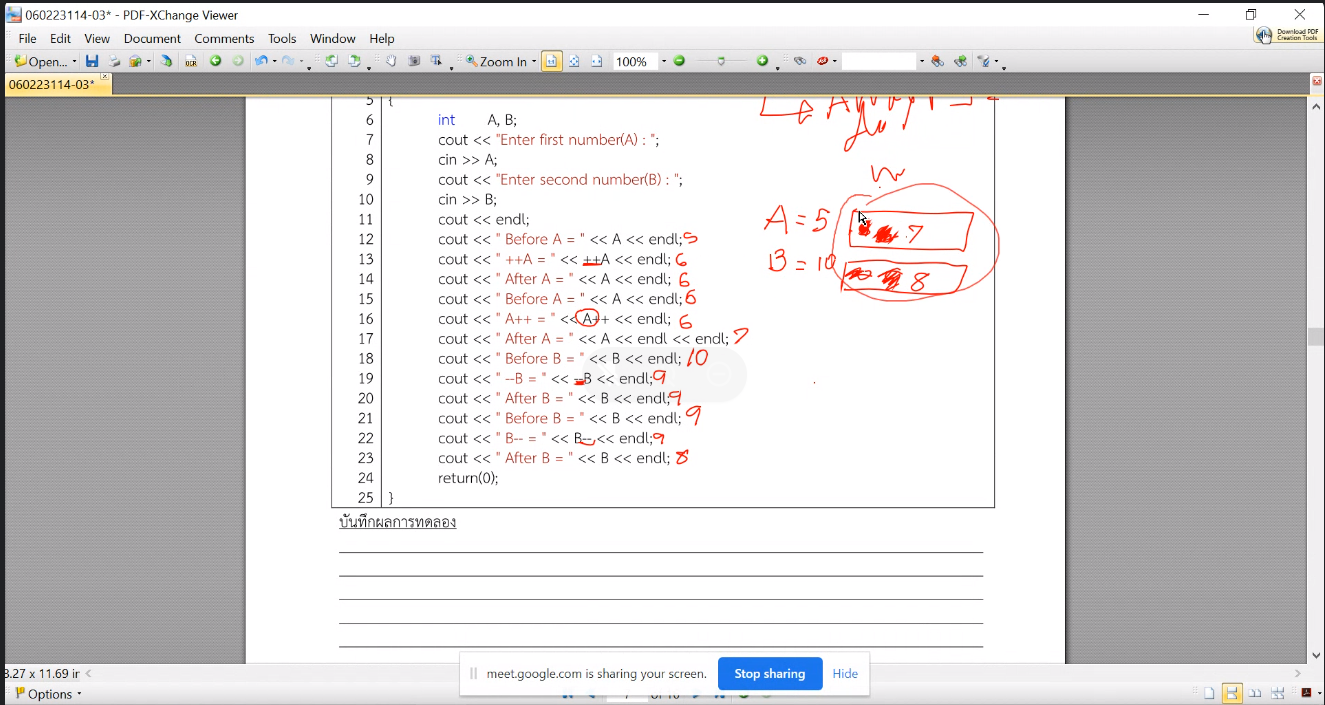 060223114-03* - PDF-XChange Viewer
File Edit View Document Comments Tools Window Help
Download PDF
Creation Tools
Open... OCR Zoom In 100%
060223114-03*
5 {
6 int A, B;
7 cout << "Enter first number(A) : ";
8 cin >> A;
9 cout << "Enter second number(B) : ";
10 cin >> B;
11 cout << endl;
A = 5
7
12 cout << " Before A = " << A << endl; 5
13 cout << " ++A = " << ++A << endl; 6
B = 10
8
14 cout << " After A = " << A << endl; 6
15 cout << " Before A = " << A << endl; 6
16 cout << " A++ = " << A++ << endl; 6
17 cout << " After A = " << A << endl << endl; 7
18 cout << " Before B = " << B << endl; 10
19 cout << " --B = " << --B << endl; 9
20 cout << " After B = " << B << endl; 9
21 cout << " Before B = " << B << endl; 9
22 cout << " B-- = " << B-- << endl; 9
23 cout << " After B = " << B << endl; 8
24 return(0);
25 }
บันทึกผลการทดลอง
8.27 x 11.69 in
meet.google.com is sharing your screen. Stop sharing Hide
Options